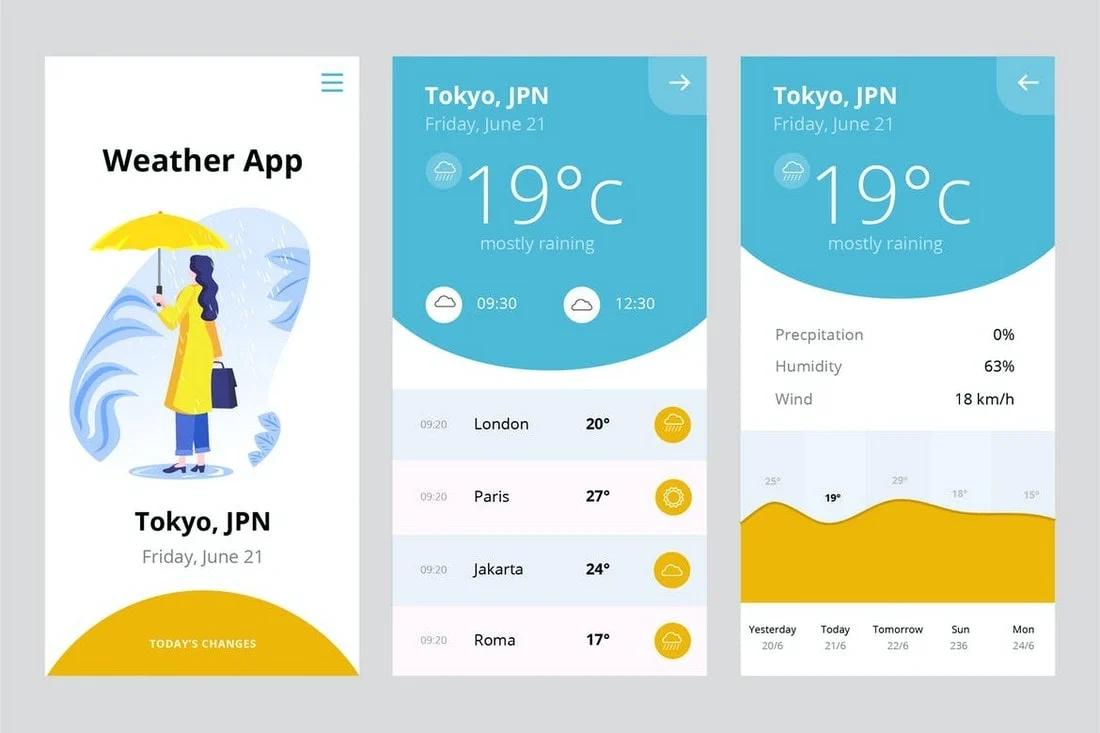 Weather App
Tokyo, JPN
Friday, June 21
TODAY'S CHANGES
Tokyo, JPN
Friday, June 21
19°c
mostly raining
09:30 12:30
09:20 London 20°
09:20 Paris 27°
09:20 Jakarta 24°
09:20 Roma 17°
Tokyo, JPN
Friday, June 21
19°c
mostly raining
Precpitation 0%
Humidity 63%
Wind 18 km/h
25° 19° 29° 18° 15°
Yesterday Today Tomorrow Sun Mon
20/6 21/6 22/6 236 24/6